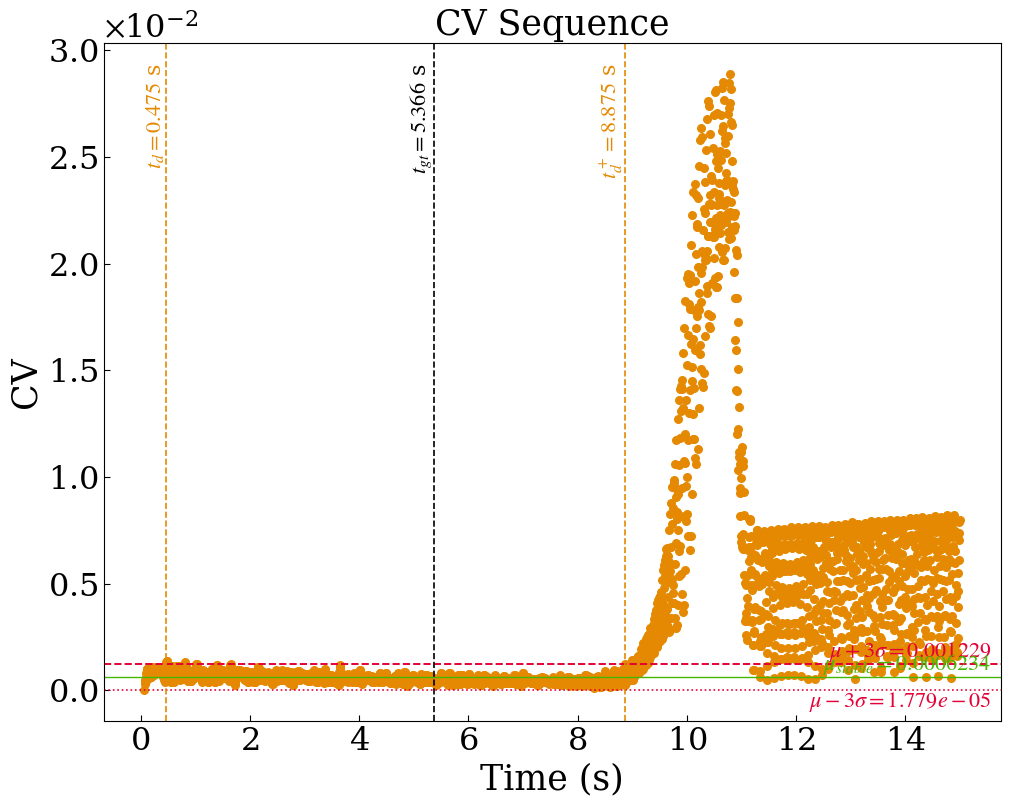 CV Sequence
×10⁻²
3.0
2.5
2.0
1.5
1.0
0.5
0.0
CV
t_d = 0.475 s
t_gt = 5.366 s
t_d^+ = 8.875 s
μ + 3σ = 0.001229
= 0.0006234
μ − 3σ = 1.779e−05
0 2 4 6 8 10 12 14
Time (s)